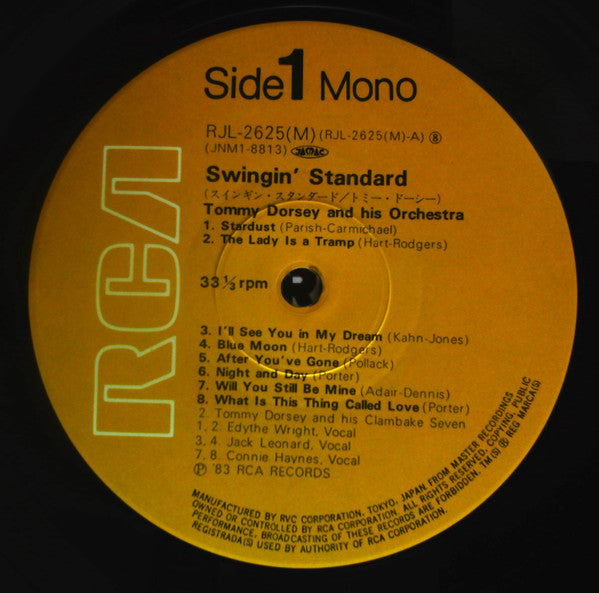 Side 1 Mono
RJL-2625(M) (RJL-2625(M)-A) Ⓢ
(JNM1-8813) JASRAC
Swingin' Standard
(スインギン・スタンダード/トミー・ドーシー)
Tommy Dorsey and his Orchestra
1. Stardust (Parish-Carmichael)
2. The Lady Is a Tramp (Hart-Rodgers)
RCA
33 1/3 rpm
3. I'll See You in My Dream (Kahn-Jones)
4. Blue Moon (Hart-Rodgers)
5. After You've Gone (Pollack)
6. Night and Day (Porter)
7. Will You Still Be Mine (Adair-Dennis)
8. What Is This Thing Called Love (Porter)
2. Tommy Dorsey and his Clambake Seven
1, 2. Edythe Wright, Vocal
3, 4. Jack Leonard, Vocal
7, 8 Connie Haynes, Vocal
Ⓟ '83 RCA RECORDS
MANUFACTURED BY RVC CORPORATION, TOKYO, JAPAN FROM MASTER RECORDINGS
OWNED OR CONTROLLED BY RCA CORPORATION. ALL RIGHTS RESERVED. COPYING, PUBLIC
PERFORMANCE, BROADCASTING OF THESE RECORDS ARE FORBIDDEN. TM(S) ® REG MARCA(S)
REGISTRADA(S) USED BY AUTHORITY OF RCA CORPORATION.